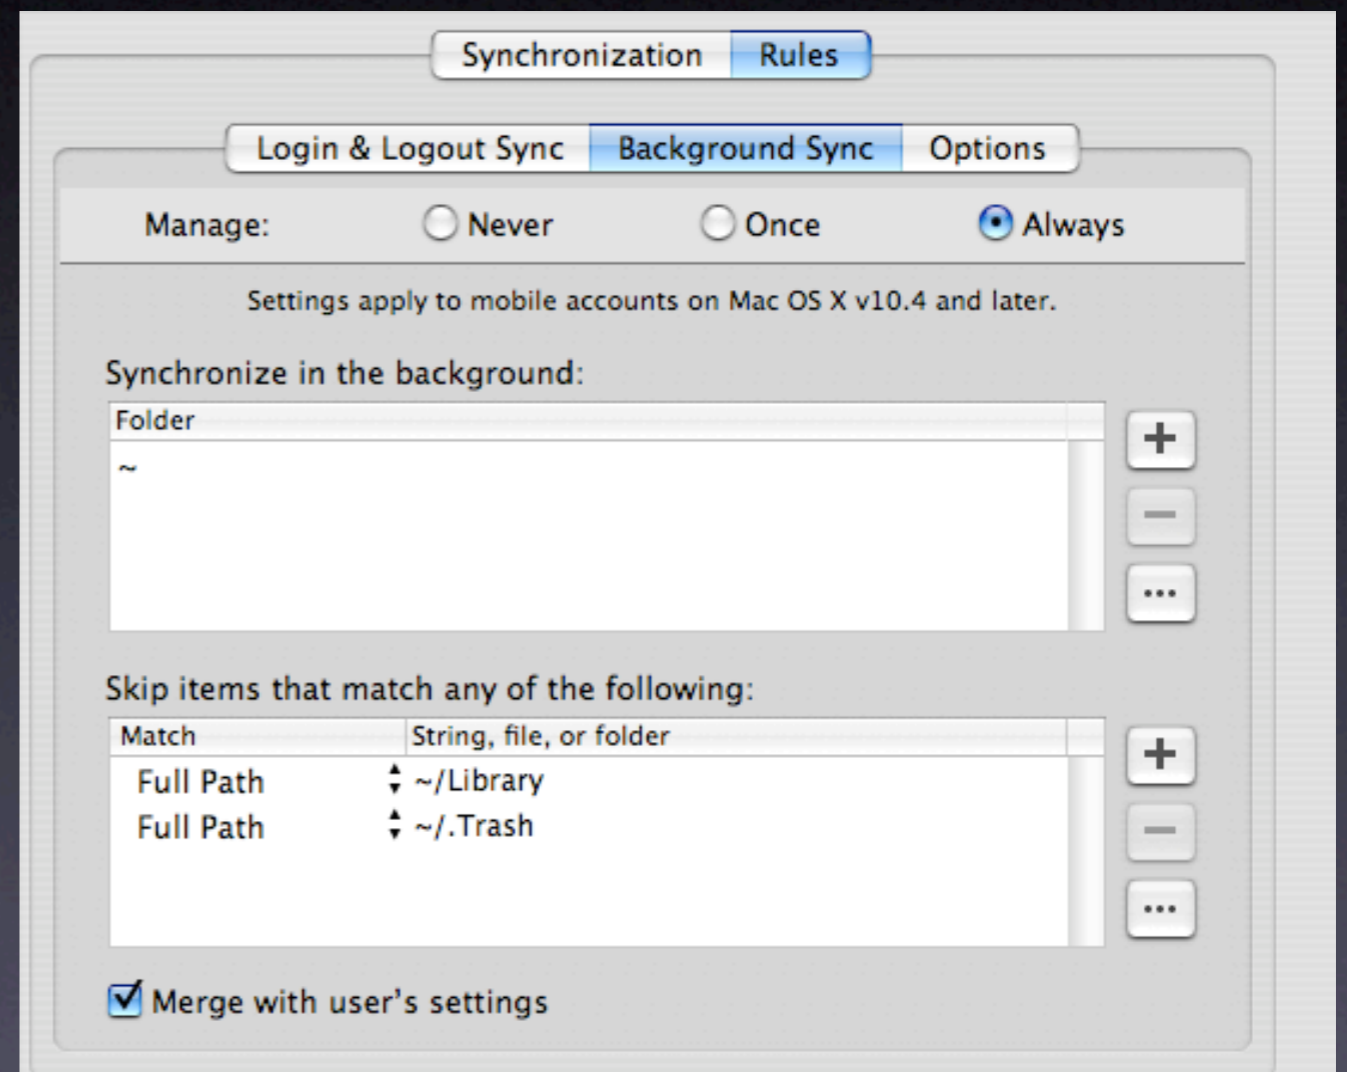 Synchronization Rules
Login & Logout Sync Background Sync Options
Manage: Never Once Always
Settings apply to mobile accounts on Mac OS X v10.4 and later.
Synchronize in the background:
Folder
~
Skip items that match any of the following:
Match String, file, or folder
Full Path ~/Library
Full Path ~/.Trash
Merge with user's settings